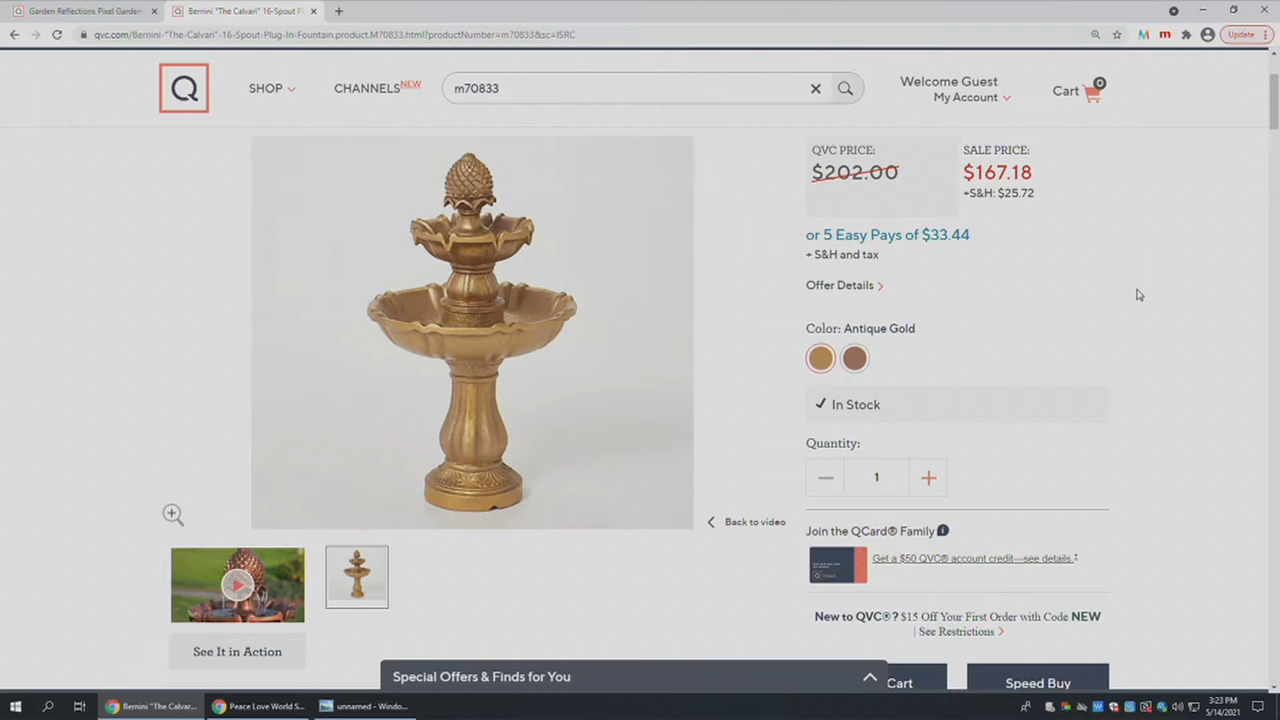 Garden Reflections Pixel Garden
Bernini "The Calvari" 16-Spout P
qvc.com/Bernini-"The-Calvari"-16-Spout-Plug-In-Fountain.product.M70833.html?productNumber=m70833&sc=ISRC
Update
Q
SHOP
CHANNELS NEW
m70833
Welcome Guest
My Account
Cart
0
QVC PRICE:
$202.00
SALE PRICE:
$167.18
+S&H: $25.72
or 5 Easy Pays of $33.44
+ S&H and tax
Offer Details
Color: Antique Gold
In Stock
Quantity:
1
Back to video
Join the QCard® Family
Get a $50 QVC® account credit—see details.‡
New to QVC®? $15 Off Your First Order with Code NEW
| See Restrictions
See It in Action
Special Offers & Finds for You
Cart
Speed Buy
Bernini "The Calvar...
Peace Love World S...
unnamed - Windo...
3:23 PM
5/14/2021